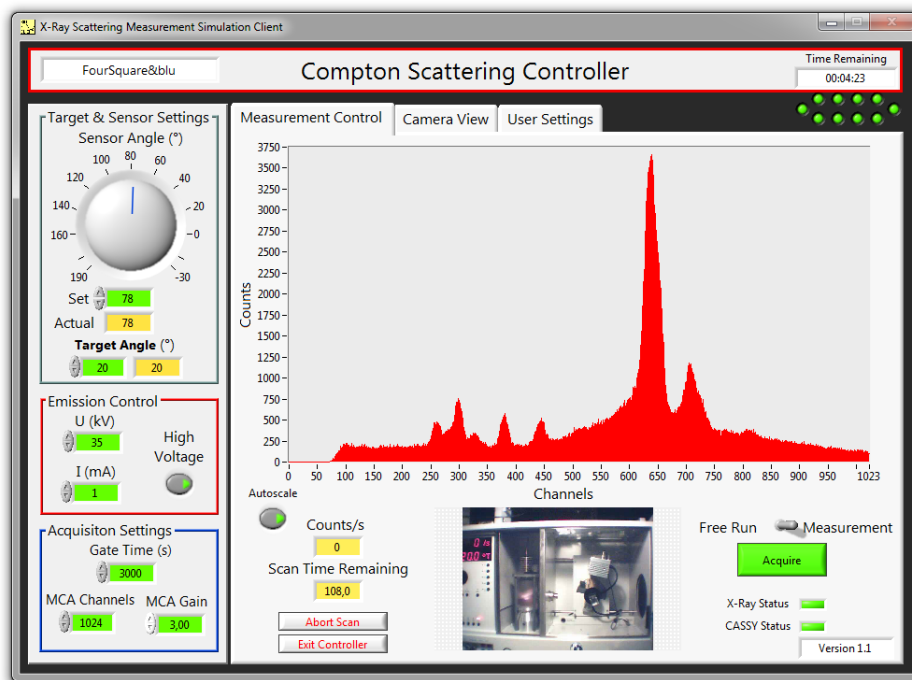 X-Ray Scattering Measurement Simulation Client
FourSquare&blu
Compton Scattering Controller
Time Remaining
00:04:23
Target & Sensor Settings
Sensor Angle (°)
80
100
60
120
40
140
20
160
0
190
-30
Set
78
Actual
78
Target Angle (°)
20
20
Emission Control
U (kV)
35
High
Voltage
I (mA)
1
Acquisiton Settings
Gate Time (s)
3000
MCA Channels
MCA Gain
1024
3,00
Measurement Control
Camera View
User Settings
3750
3500
3250
3000
2750
2500
2250
2000
1750
1500
1250
1000
750
500
250
0
Counts
0 50 100 150 200 250 300 350 400 450 500 550 600 650 700 750 800 850 900 950 1023
Channels
Autoscale
Counts/s
0
Scan Time Remaining
108,0
Abort Scan
Exit Controller
Free Run
Measurement
Acquire
X-Ray Status
CASSY Status
Version 1.1